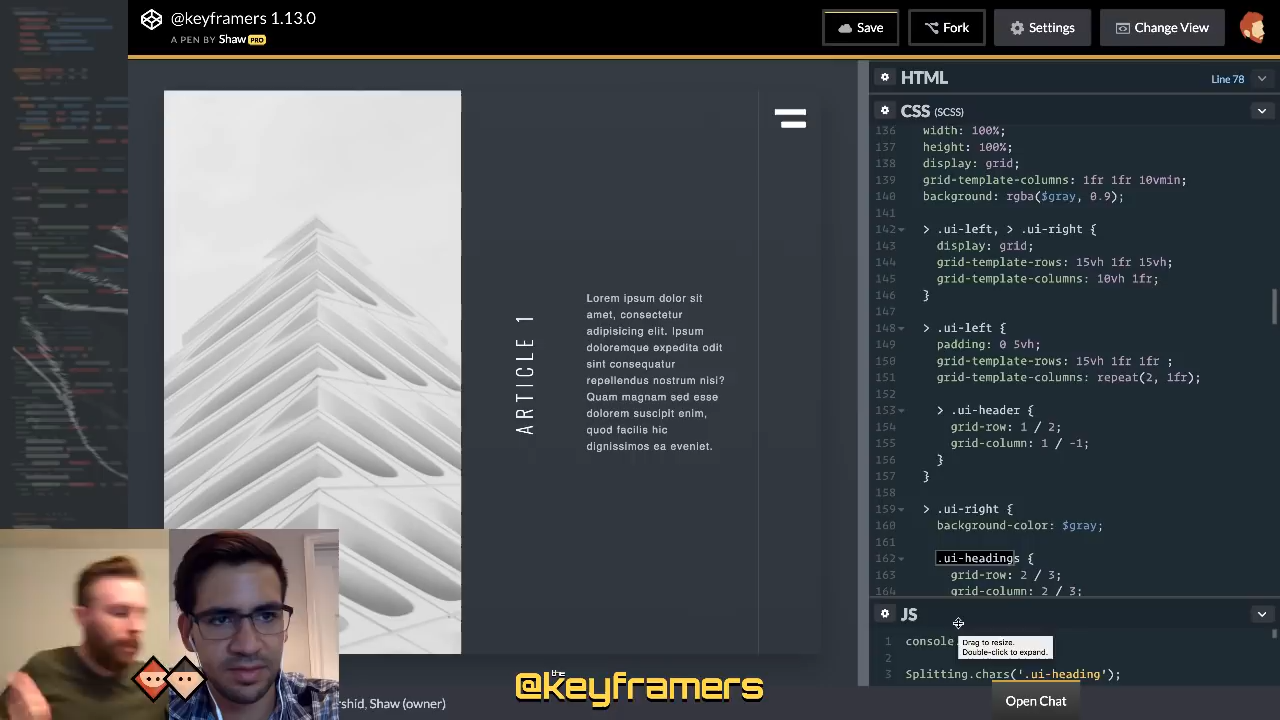 @keyframers 1.13.0
A PEN BY Shaw PRO
Save
Fork
Settings
Change View
HTML
Line 78
CSS (SCSS)
136 width: 100%;
137 height: 100%;
138 display: grid;
139 grid-template-columns: 1fr 1fr 10vmin;
140 background: rgba($gray, 0.9);
141
142 > .ui-left, > .ui-right {
143 display: grid;
144 grid-template-rows: 15vh 1fr 15vh;
145 grid-template-columns: 10vh 1fr;
146 }
147
148 > .ui-left {
149 padding: 0 5vh;
150 grid-template-rows: 15vh 1fr 1fr ;
151 grid-template-columns: repeat(2, 1fr);
152
153 > .ui-header {
154 grid-row: 1 / 2;
155 grid-column: 1 / -1;
156 }
157 }
158
159 > .ui-right {
160 background-color: $gray;
161
162 .ui-headings {
163 grid-row: 2 / 3;
164 grid-column: 2 / 3;
JS
1 console
2
3 Splitting.chars('.ui-heading');
Drag to resize.
Double-click to expand.
Open Chat
ARTICLE 1
Lorem ipsum dolor sit
amet, consectetur
adipisicing elit. Ipsum
doloremque expedita odit
sint consequatur
repellendus nostrum nisi?
Quam magnam sed esse
dolorem suscipit enim,
quod facilis hic
dignissimos ea eveniet.
the
@keyframers
rshid, Shaw (owner)